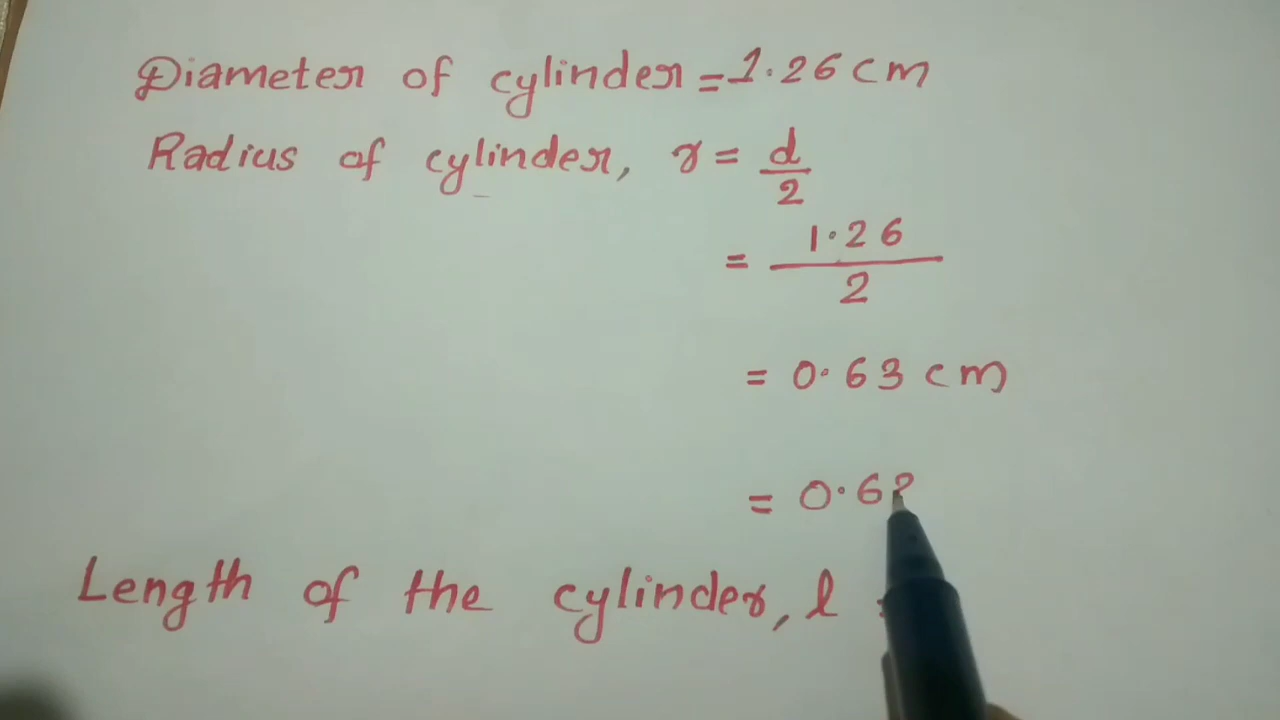 Diameter of cylinder = 1.26 cm
Radius of cylinder, r = d/2
= 1.26/2
= 0.63 cm
= 0.6
Length of the cylinder, l